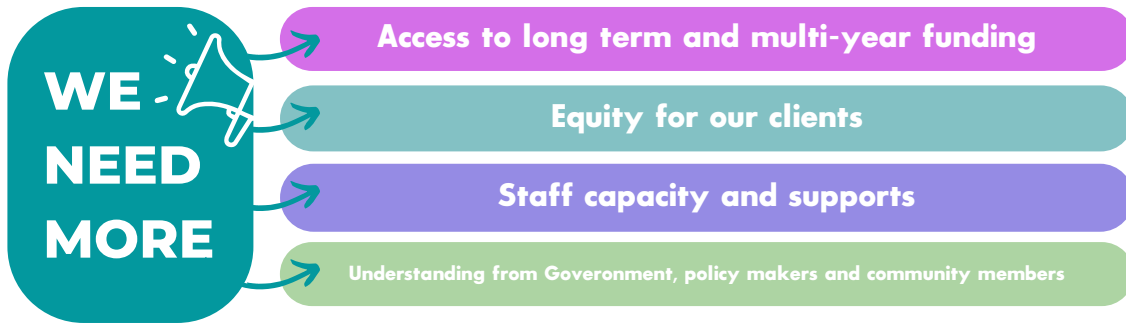 WE
NEED
MORE
Access to long term and multi-year funding
Equity for our clients
Staff capacity and supports
Understanding from Goveronment, policy makers and community members